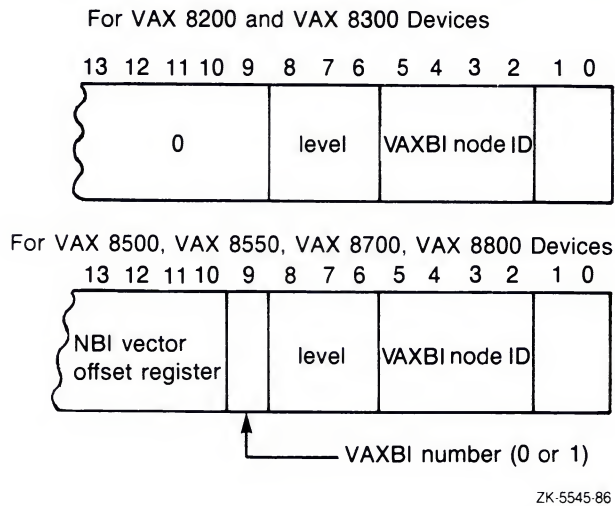 For VAX 8200 and VAX 8300 Devices
13 12 11 10 9 8 7 6 5 4 3 2 1 0
0 level VAXBI node ID
For VAX 8500, VAX 8550, VAX 8700, VAX 8800 Devices
13 12 11 10 9 8 7 6 5 4 3 2 1 0
NBI vector
offset register
level VAXBI node ID
VAXBI number (0 or 1)
ZK-5545-86